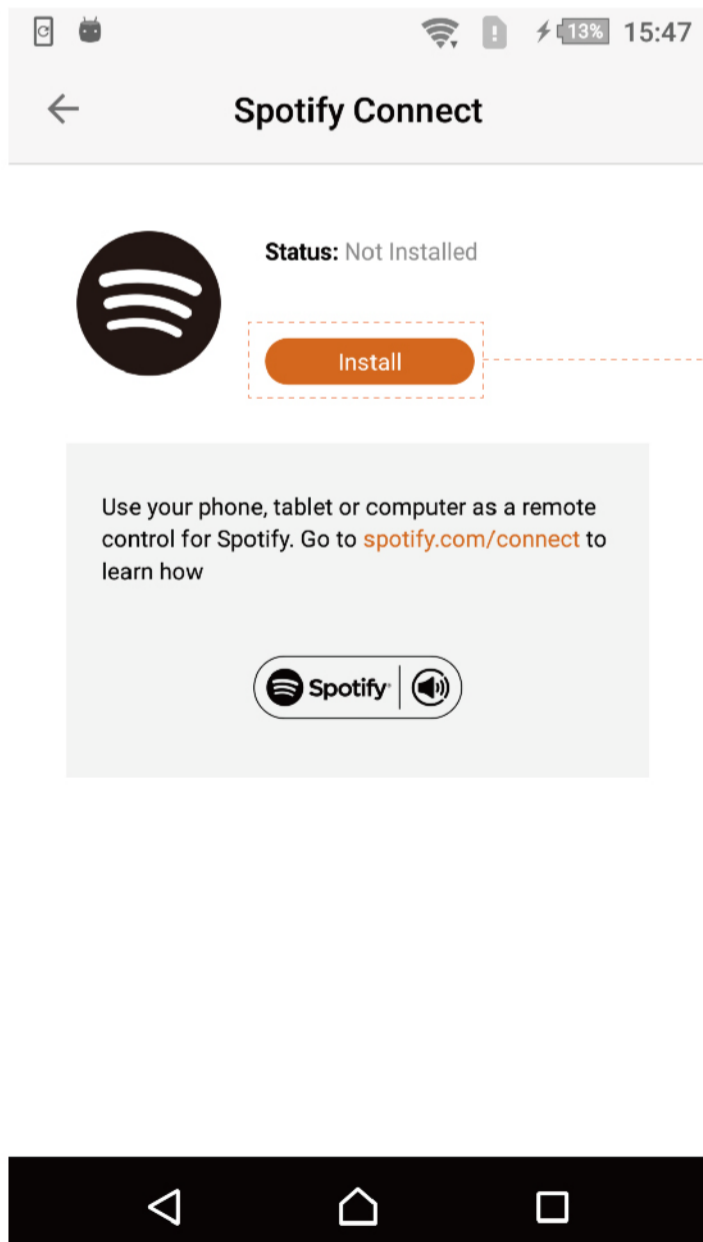 13% 15:47
Spotify Connect
Status: Not Installed
Install
Use your phone, tablet or computer as a remote
control for Spotify. Go to spotify.com/connect to
learn how
Spotify®